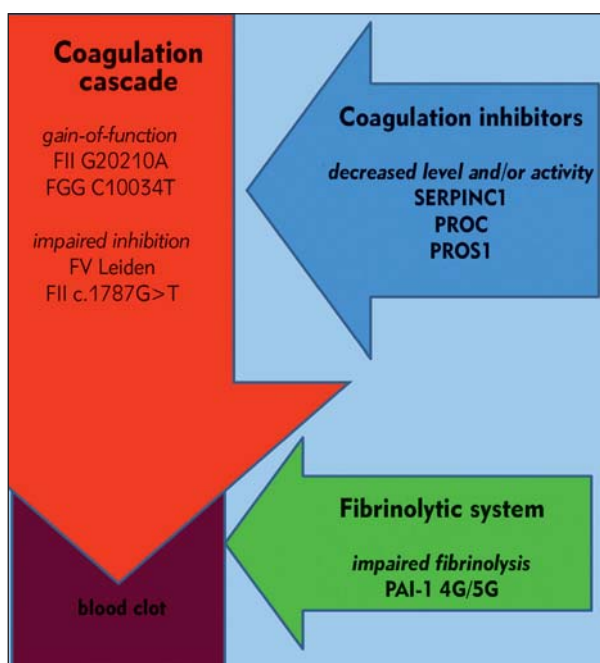 Coagulation
cascade
gain-of-function
FII G20210A
FGG C10034T
impaired inhibition
FV Leiden
FII c.1787G>T
Coagulation inhibitors
decreased level and/or activity
SERPINC1
PROC
PROS1
Fibrinolytic system
impaired fibrinolysis
PAI-1 4G/5G
blood clot